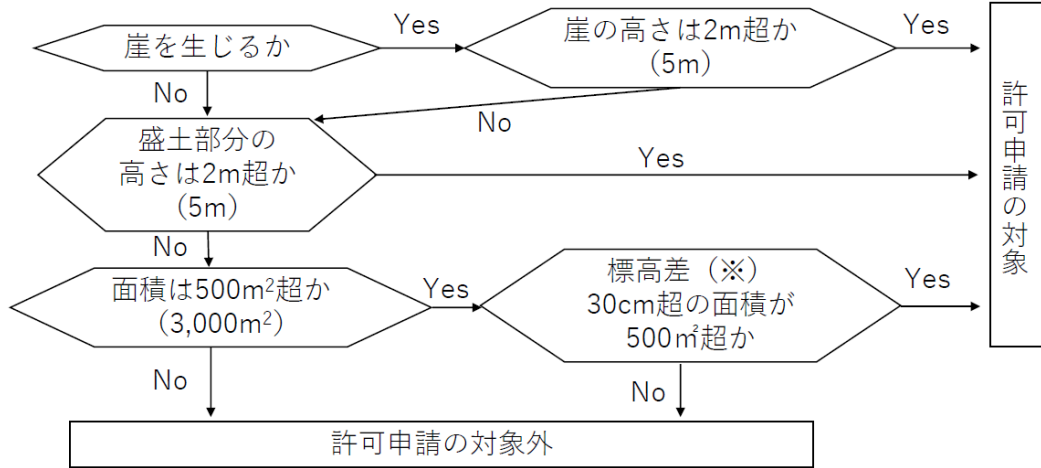 崖を生じるか
Yes
崖の高さは2m超か
(5m)
Yes
No
No
盛土部分の
高さは2m超か
(5m)
Yes
許可申請の対象
No
面積は500m²超か
(3,000m²)
Yes
標高差（※）
30cm超の面積が
500㎡超か
Yes
No
No
許可申請の対象外